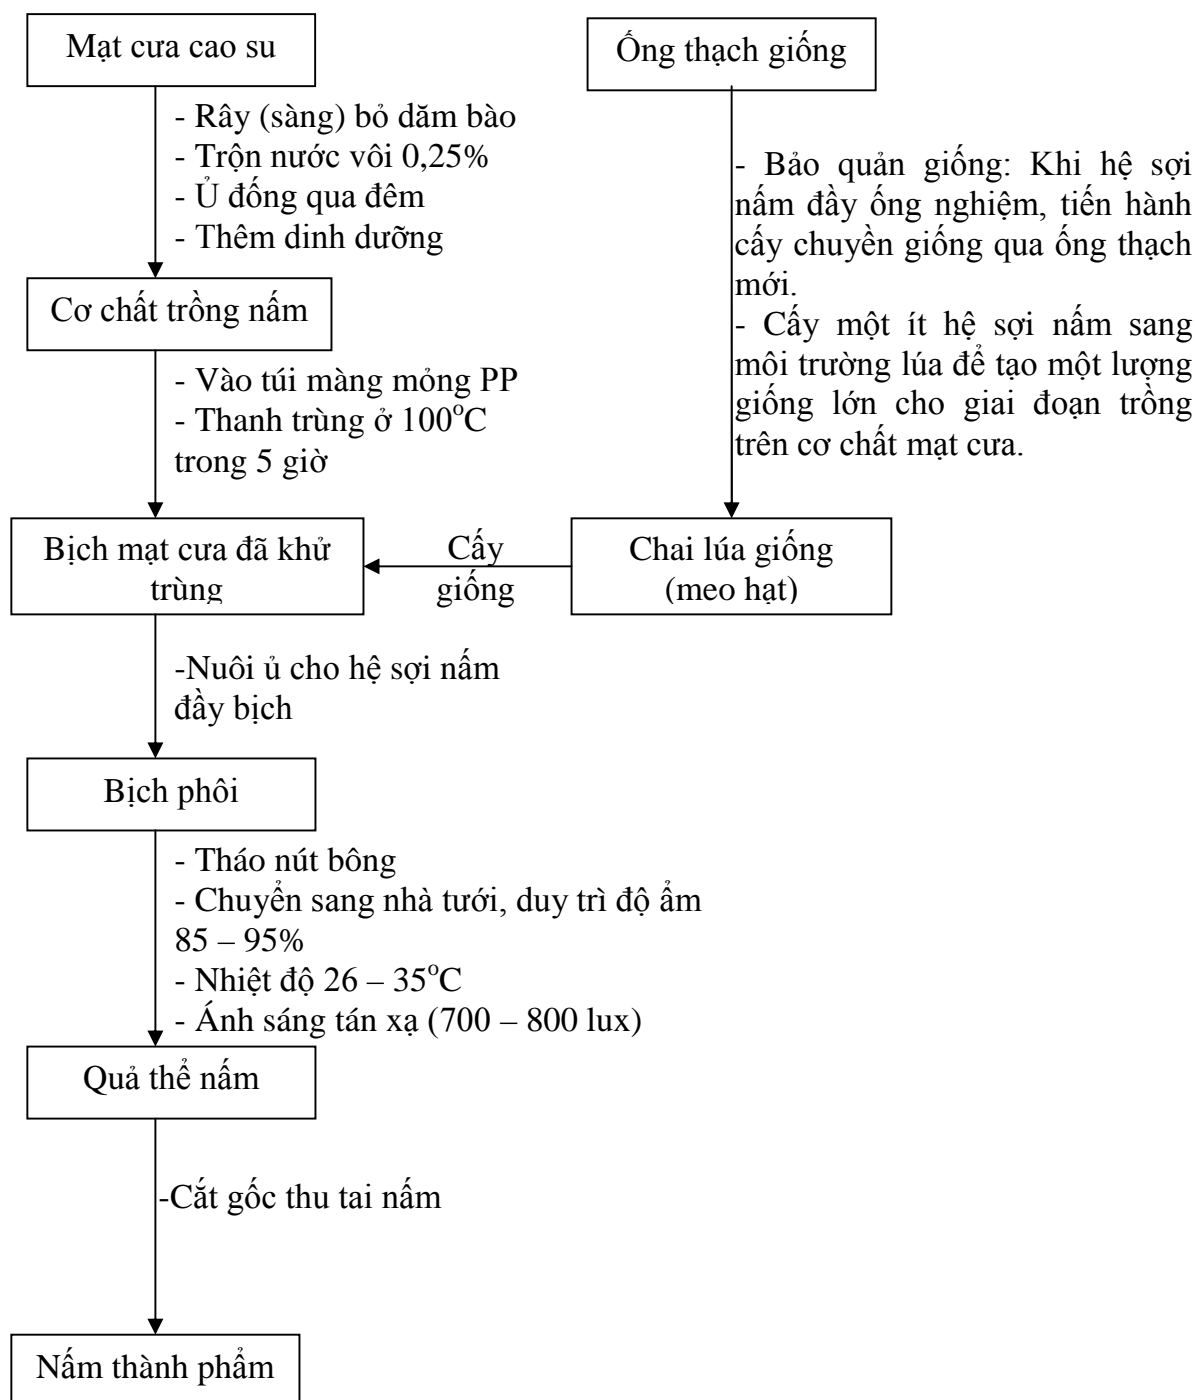 Mạt cưa cao su
- Rây (sàng) bỏ dăm bào
- Trộn nước vôi 0,25%
- Ủ đống qua đêm
- Thêm dinh dưỡng
Cơ chất trồng nấm
- Vào túi màng mỏng PP
- Thanh trùng ở 100°C
trong 5 giờ
Ống thạch giống
- Bảo quản giống: Khi hệ sợi
nấm đầy ống nghiệm, tiến hành
cấy chuyền giống qua ống thạch
mới.
- Cấy một ít hệ sợi nấm sang
môi trường lúa để tạo một lượng
giống lớn cho giai đoạn trồng
trên cơ chất mạt cưa.
Bịch mạt cưa đã khử
trùng
Cấy
giống
Chai lúa giống
(meo hạt)
-Nuôi ủ cho hệ sợi nấm
đầy bịch
Bịch phôi
- Tháo nút bông
- Chuyển sang nhà tưới, duy trì độ ẩm
85 – 95%
- Nhiệt độ 26 – 35°C
- Ánh sáng tán xạ (700 – 800 lux)
Quả thể nấm
-Cắt gốc thu tai nấm
Nấm thành phẩm